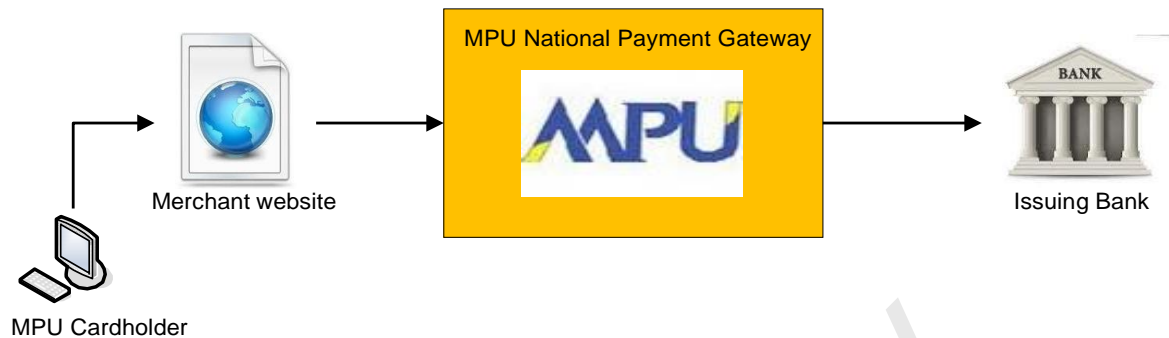 MPU National Payment Gateway
MPU
BANK
Merchant website
Issuing Bank
MPU Cardholder